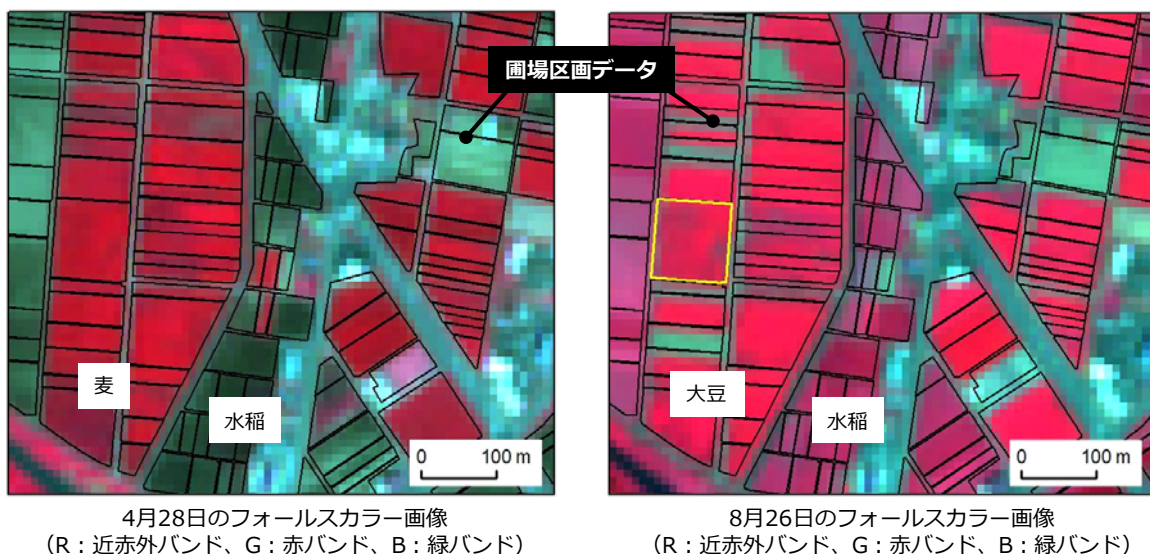 圃場区画データ
麦
水稲
0 100 m
大豆
水稲
0 100 m
4月28日のフォールスカラー画像
（R：近赤外バンド、G：赤バンド、B：緑バンド）
8月26日のフォールスカラー画像
（R：近赤外バンド、G：赤バンド、B：緑バンド）